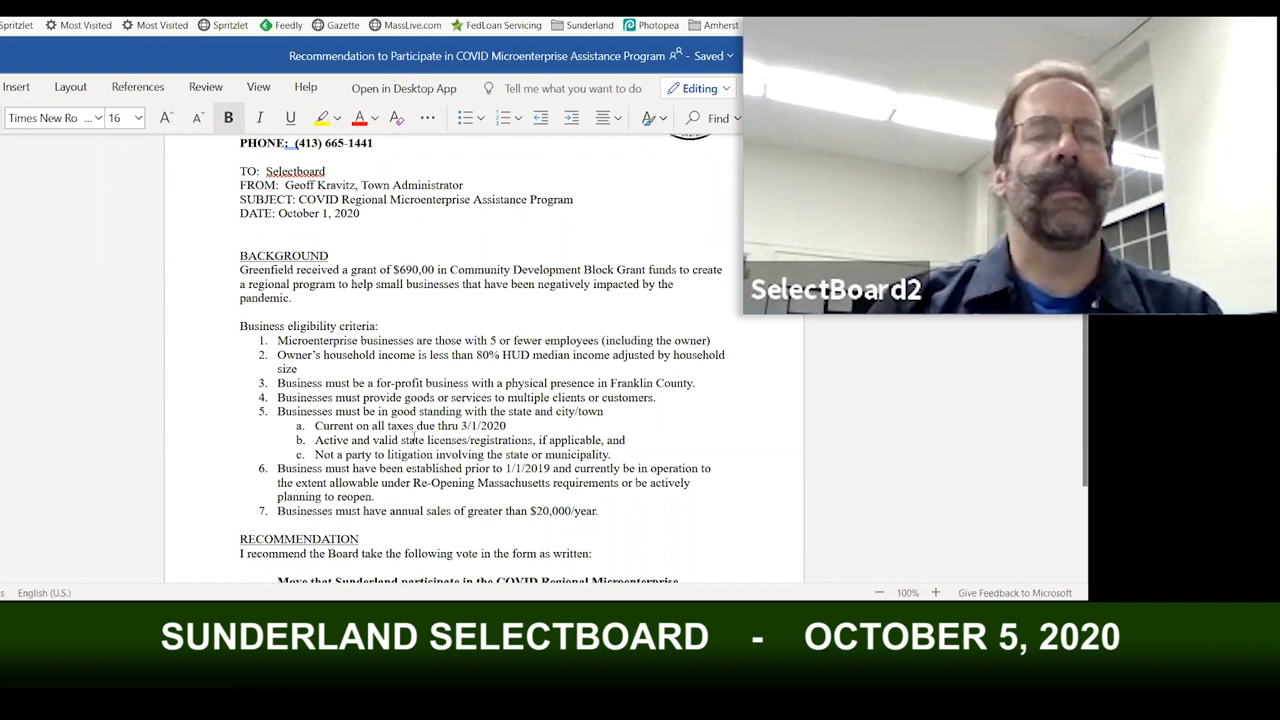 Spritzlet Most Visited Most Visited Spritzlet Feedly Gazette MassLive.com FedLoan Servicing Sunderland Photopea Amherst
Recommendation to Participate in COVID Microenterprise Assistance Program - Saved
Insert Layout References Review View Help Open in Desktop App Tell me what you want to do Editing
Times New Ro ... 16 A A B I U A Find
PHONE: (413) 665-1441
TO: Selectboard
FROM: Geoff Kravitz, Town Administrator
SUBJECT: COVID Regional Microenterprise Assistance Program
DATE: October 1, 2020
BACKGROUND
Greenfield received a grant of $690,00 in Community Development Block Grant funds to create
a regional program to help small businesses that have been negatively impacted by the
pandemic.
Business eligibility criteria:
1. Microenterprise businesses are those with 5 or fewer employees (including the owner)
2. Owner's household income is less than 80% HUD median income adjusted by household
size
3. Business must be a for-profit business with a physical presence in Franklin County.
4. Businesses must provide goods or services to multiple clients or customers.
5. Businesses must be in good standing with the state and city/town
a. Current on all taxes due thru 3/1/2020
b. Active and valid state licenses/registrations, if applicable, and
c. Not a party to litigation involving the state or municipality.
6. Business must have been established prior to 1/1/2019 and currently be in operation to
the extent allowable under Re-Opening Massachusetts requirements or be actively
planning to reopen.
7. Businesses must have annual sales of greater than $20,000/year.
RECOMMENDATION
I recommend the Board take the following vote in the form as written:
Move that Sunderland participate in the COVID Regional Microenterprise
English (U.S.) 100% Give Feedback to Microsoft
SelectBoard2
SUNDERLAND SELECTBOARD - OCTOBER 5, 2020